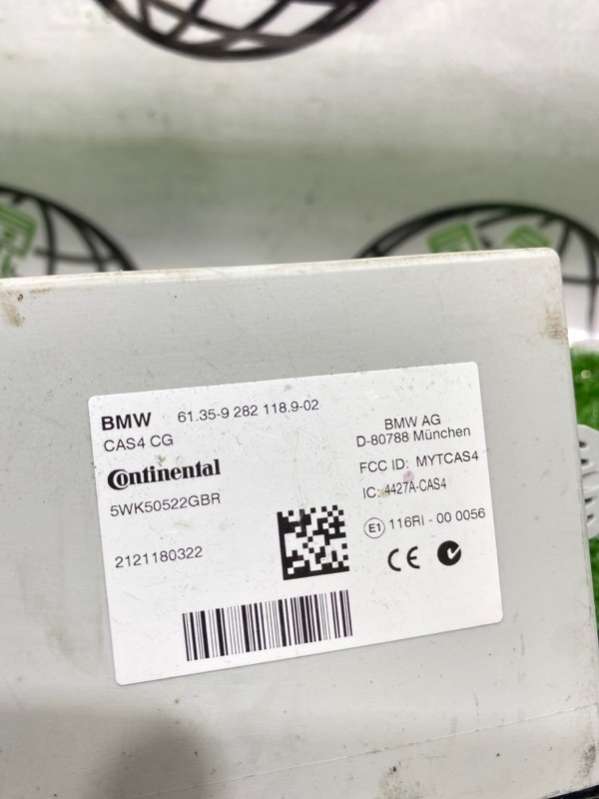 BMW 61.35-9 282 118.9-02
CAS4 CG
BMW AG
D-80788 München
Continental
FCC ID: MYTCAS4
5WK50522GBR
IC: 4427A-CAS4
E1 116RI - 00 0056
2121180322
CE